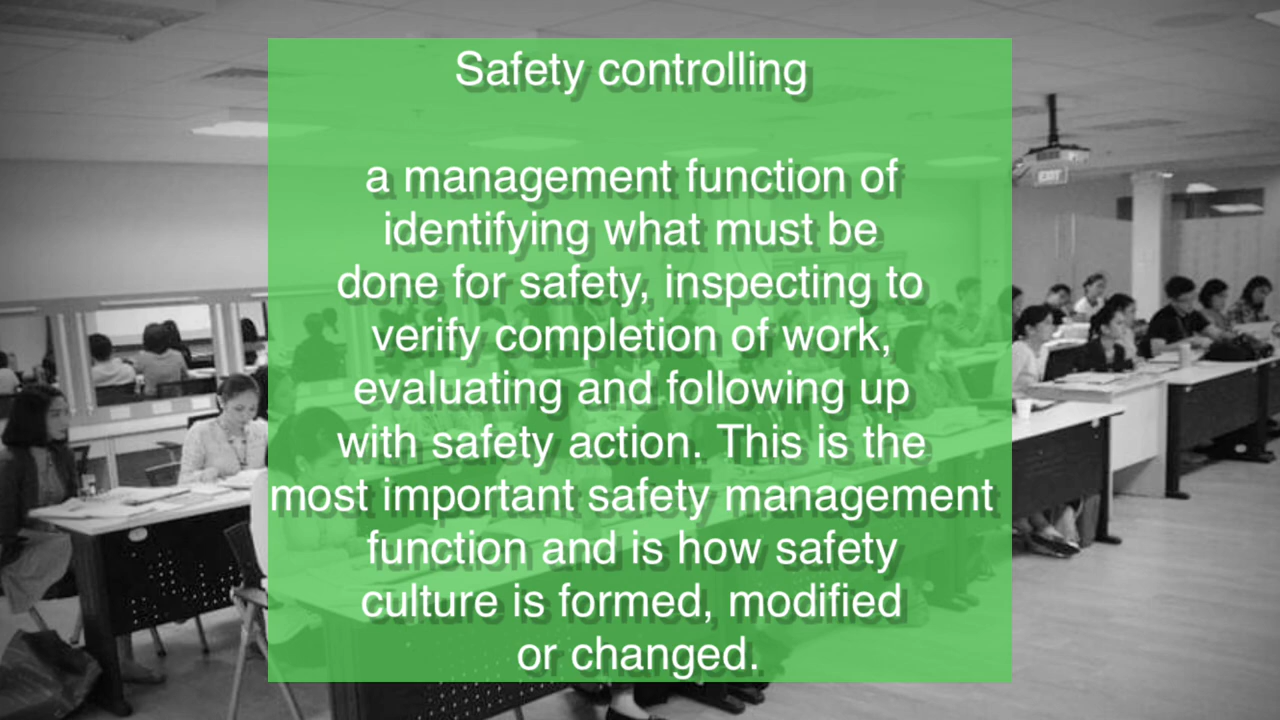 Safety controlling
a management function of
identifying what must be
done for safety, inspecting to
verify completion of work,
evaluating and following up
with safety action. This is the
most important safety management
function and is how safety
culture is formed, modified
or changed.
EXIT